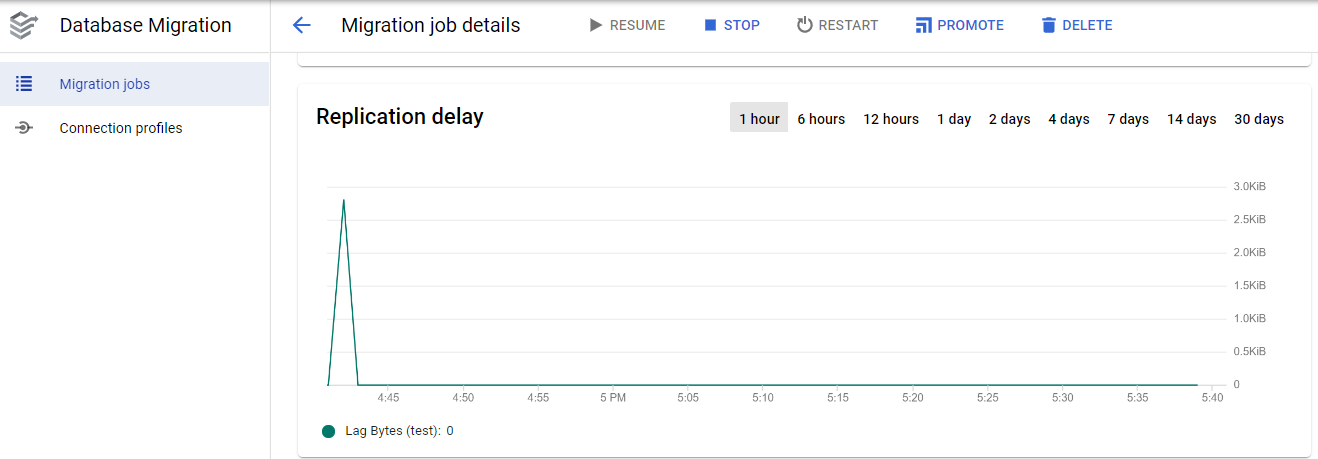 Database Migration
Migration job details
RESUME
STOP
RESTART
PROMOTE
DELETE
Migration jobs
Connection profiles
Replication delay
1 hour
6 hours
12 hours
1 day
2 days
4 days
7 days
14 days
30 days
3.0KiB
2.5KiB
2.0KiB
1.5KiB
1.0KiB
0.5KiB
0
4:45
4:50
4:55
5 PM
5:05
5:10
5:15
5:20
5:25
5:30
5:35
5:40
Lag Bytes (test): 0